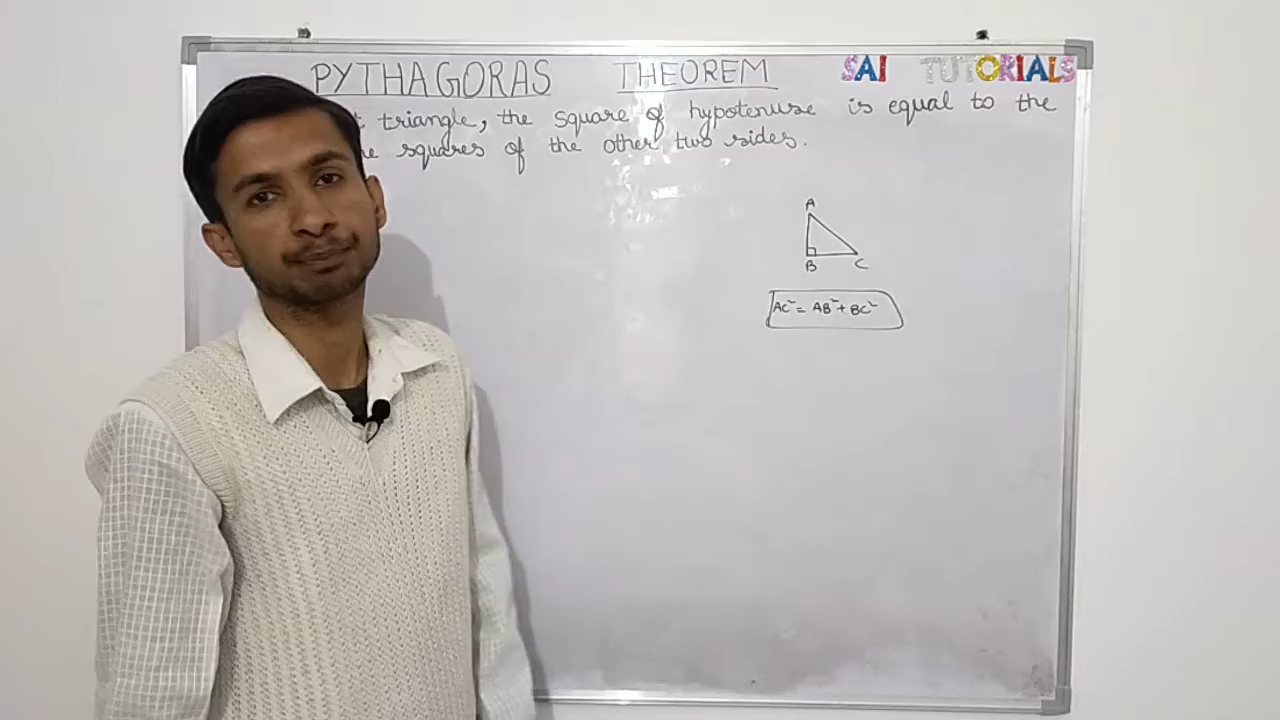 PYTHAGORAS THEOREM
SAI TUTORIALS
triangle, the square of hypotenuse is equal to the
squares of the other two sides.
A
B C
AC² = AB² + BC²